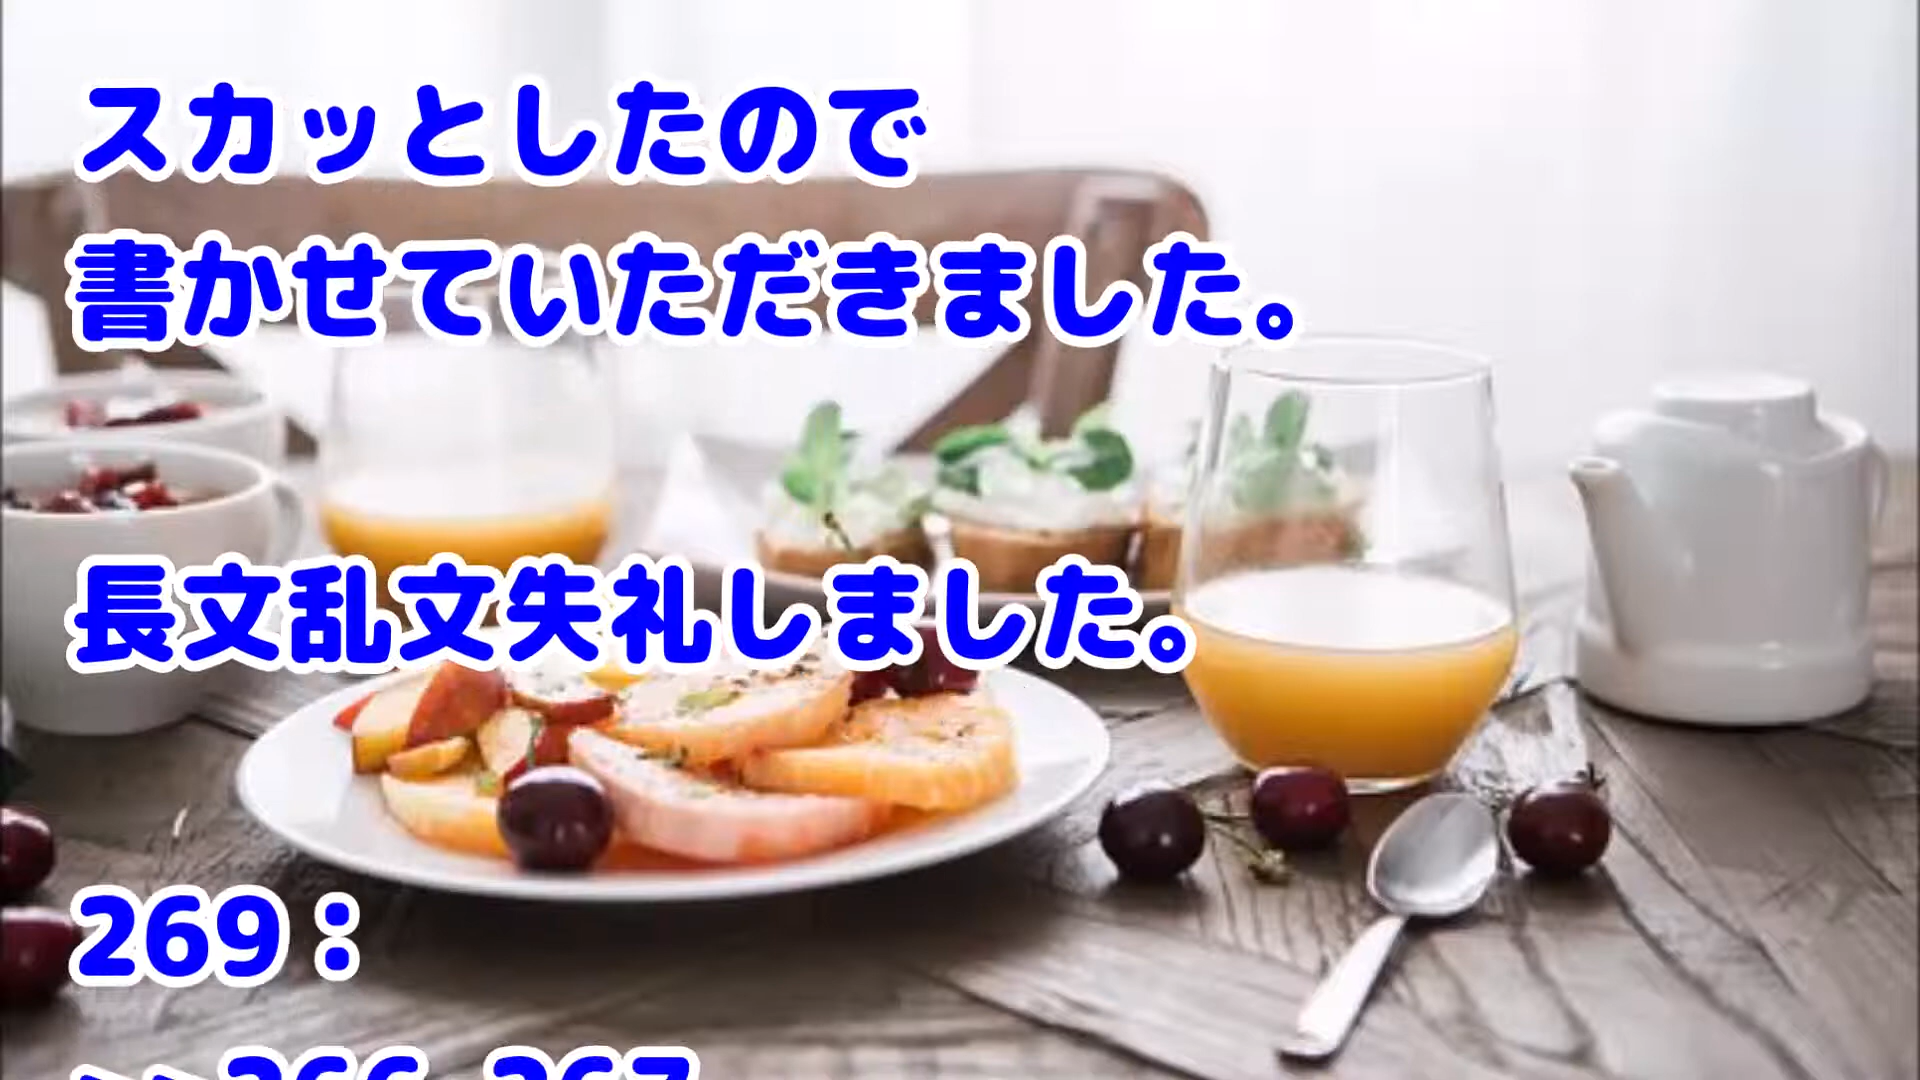 スカッとしたので
書かせていただきました。
長文乱文失礼しました。
269：